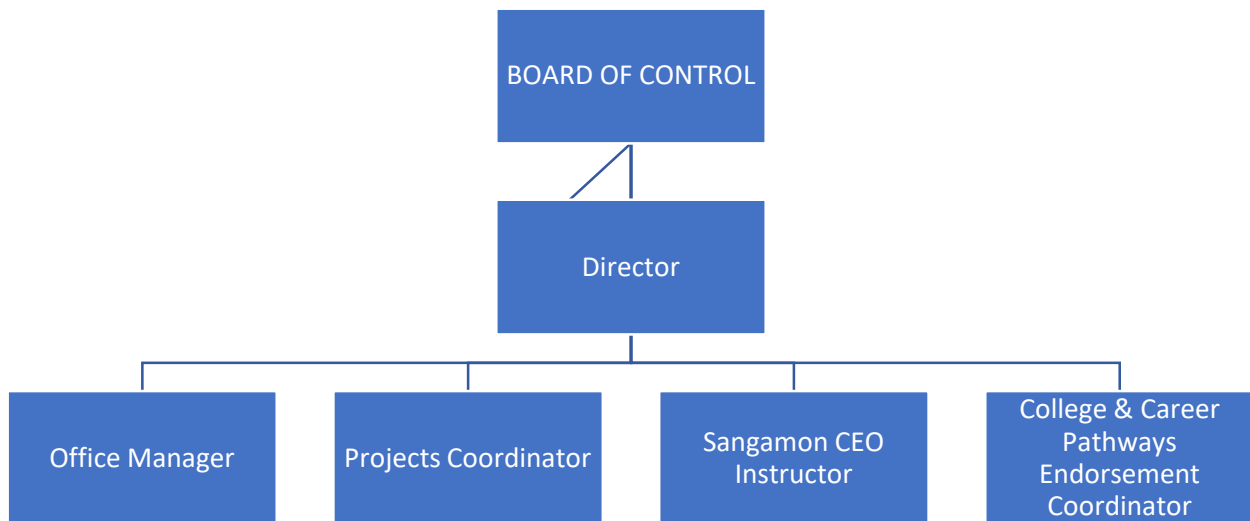 BOARD OF CONTROL
Director
Office Manager
Projects Coordinator
Sangamon CEO
Instructor
College & Career
Pathways
Endorsement
Coordinator